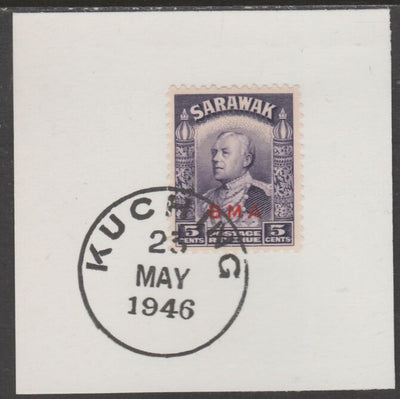 SARAWAK
BMA
5 CENTS POSTAGE REVENUE 5 CENTS
KUCHING
MAY
1946